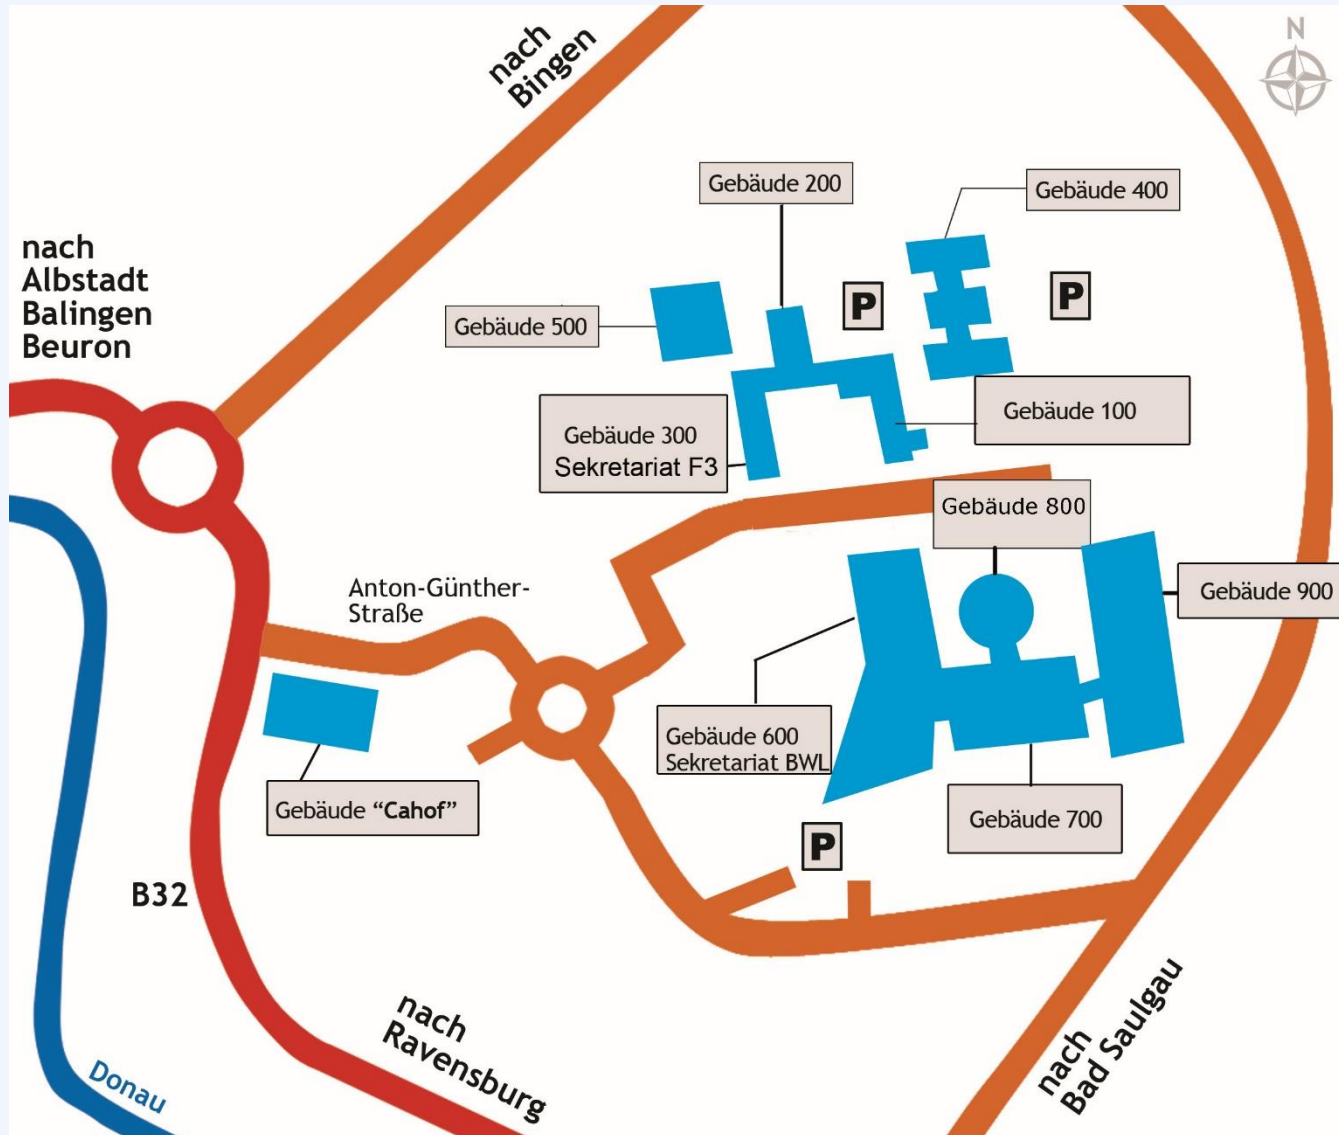 N
nach
Bingen
Gebäude 200
Gebäude 400
nach
Albstadt
Balingen
Beuron
P
P
Gebäude 500
Gebäude 100
Gebäude 300
Sekretariat F3
Gebäude 800
Anton-Günther-
Straße
Gebäude 900
Gebäude 600
Sekretariat BWL
Gebäude “Cahof”
Gebäude 700
P
B32
nach
Ravensburg
nach
Bad Saulgau
Donau